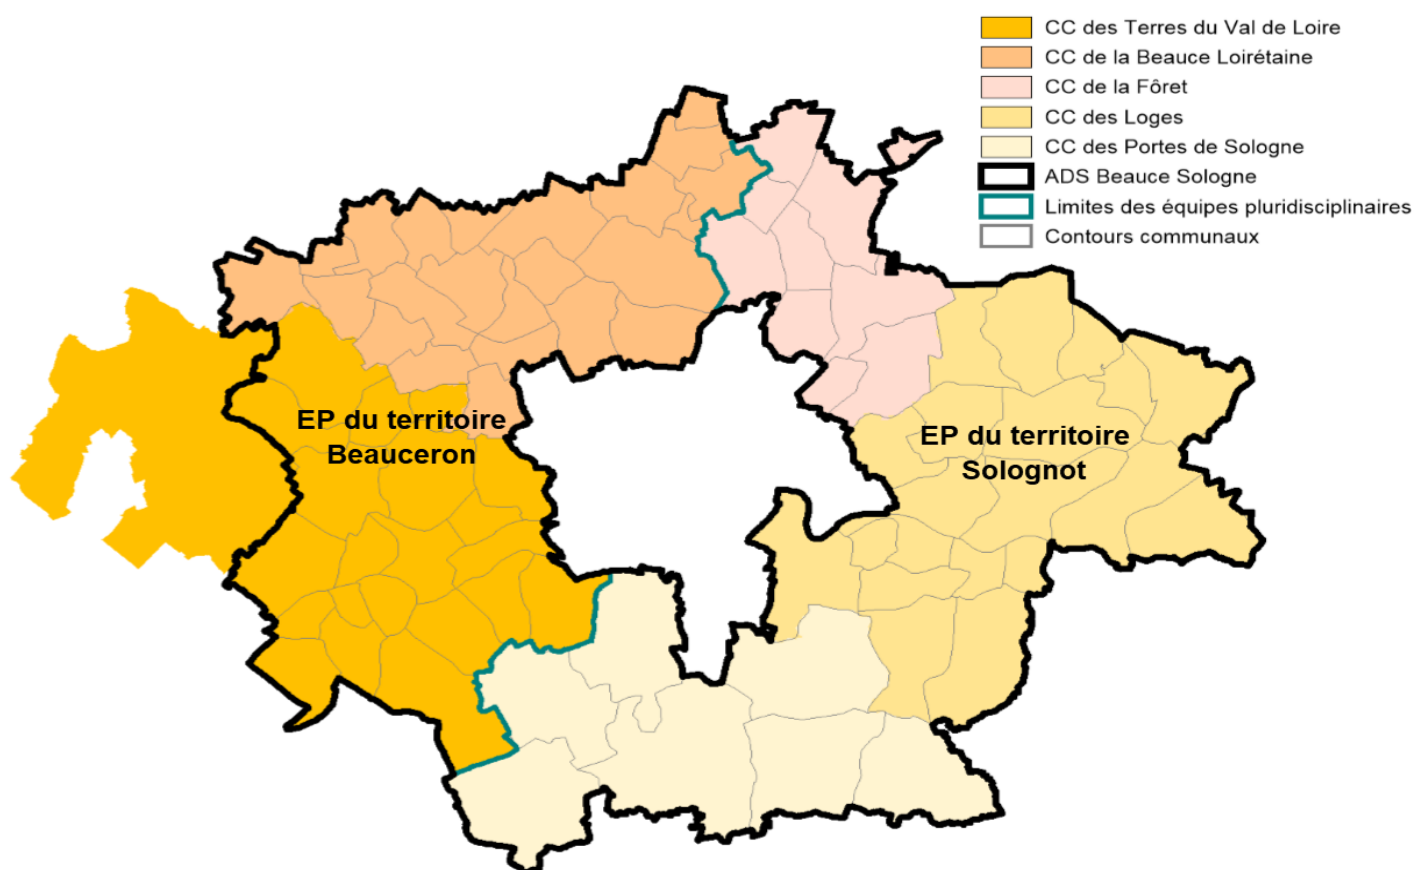 CC des Terres du Val de Loire
CC de la Beauce Loirétaine
CC de la Fôret
CC des Loges
CC des Portes de Sologne
ADS Beauce Sologne
Limites des équipes pluridisciplinaires
Contours communaux
EP du territoire
Beauceron
EP du territoire
Solognot